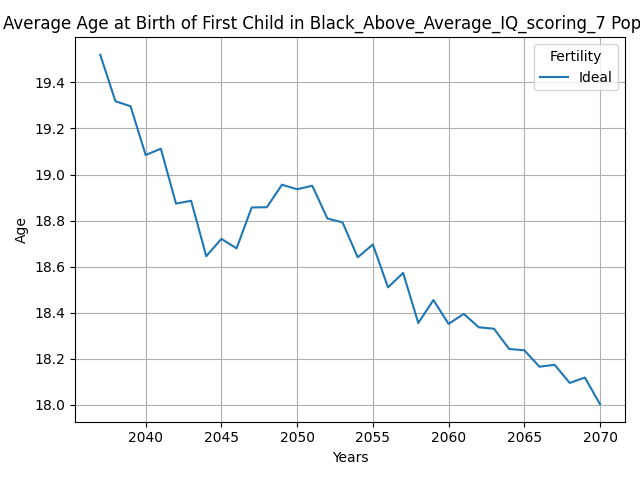 Average Age at Birth of First Child in Black_Above_Average_IQ_scoring_7 Pop
Fertility
Ideal
19.4
19.2
19.0
18.8
18.6
18.4
18.2
18.0
Age
2040 2045 2050 2055 2060 2065 2070
Years